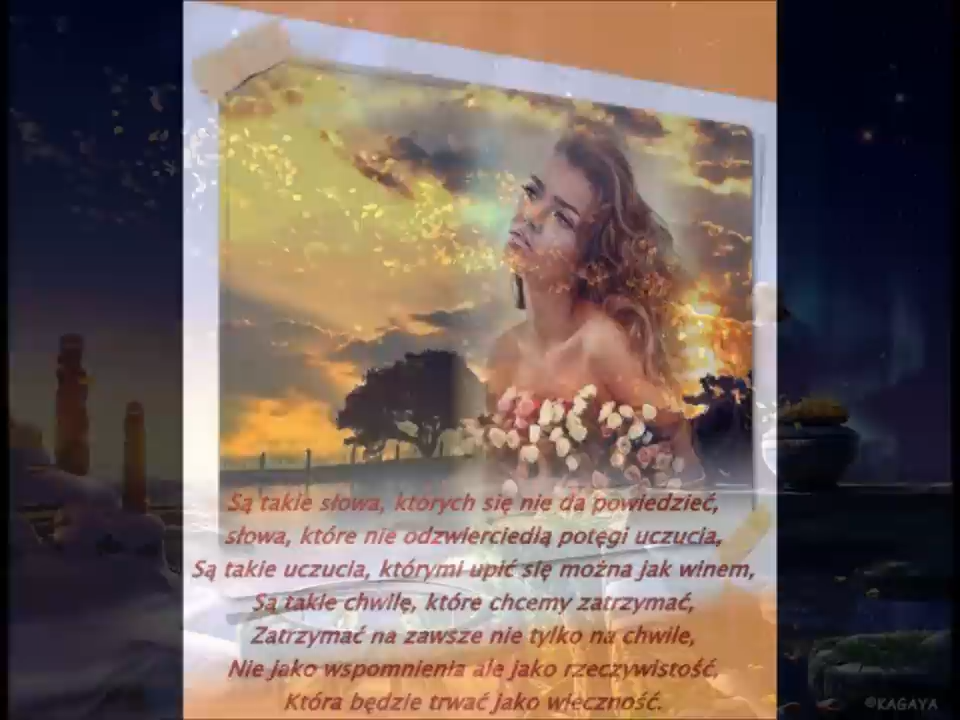 Są takie słowa, których się nie da powiedzieć,
słowa, które nie odzwierciedlą potęgi uczucia,
Są takie uczucia, którymi upić się można jak winem,
Są takie chwilę, które chcemy zatrzymać,
Zatrzymać na zawsze nie tylko na chwile,
Nie jako wspomnienia ale jako rzeczywistość,
Która będzie trwać jako wieczność.
©KAGAYA